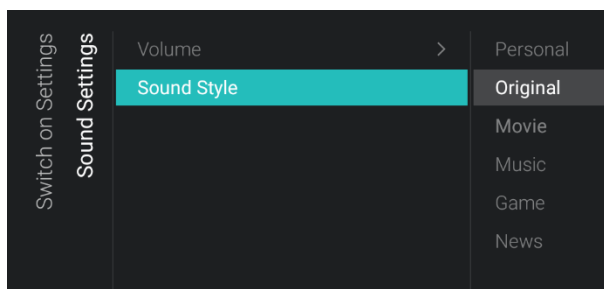 Switch on Settings
Sound Settings
Volume >
Sound Style
Personal
Original
Movie
Music
Game
News